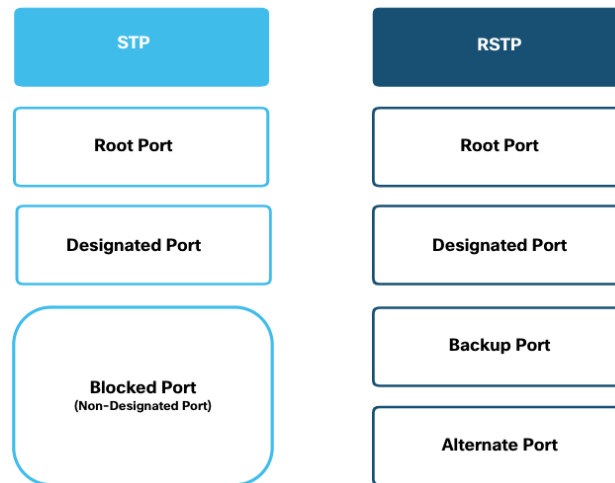 STP
Root Port
Designated Port
Blocked Port
(Non-Designated Port)
RSTP
Root Port
Designated Port
Backup Port
Alternate Port